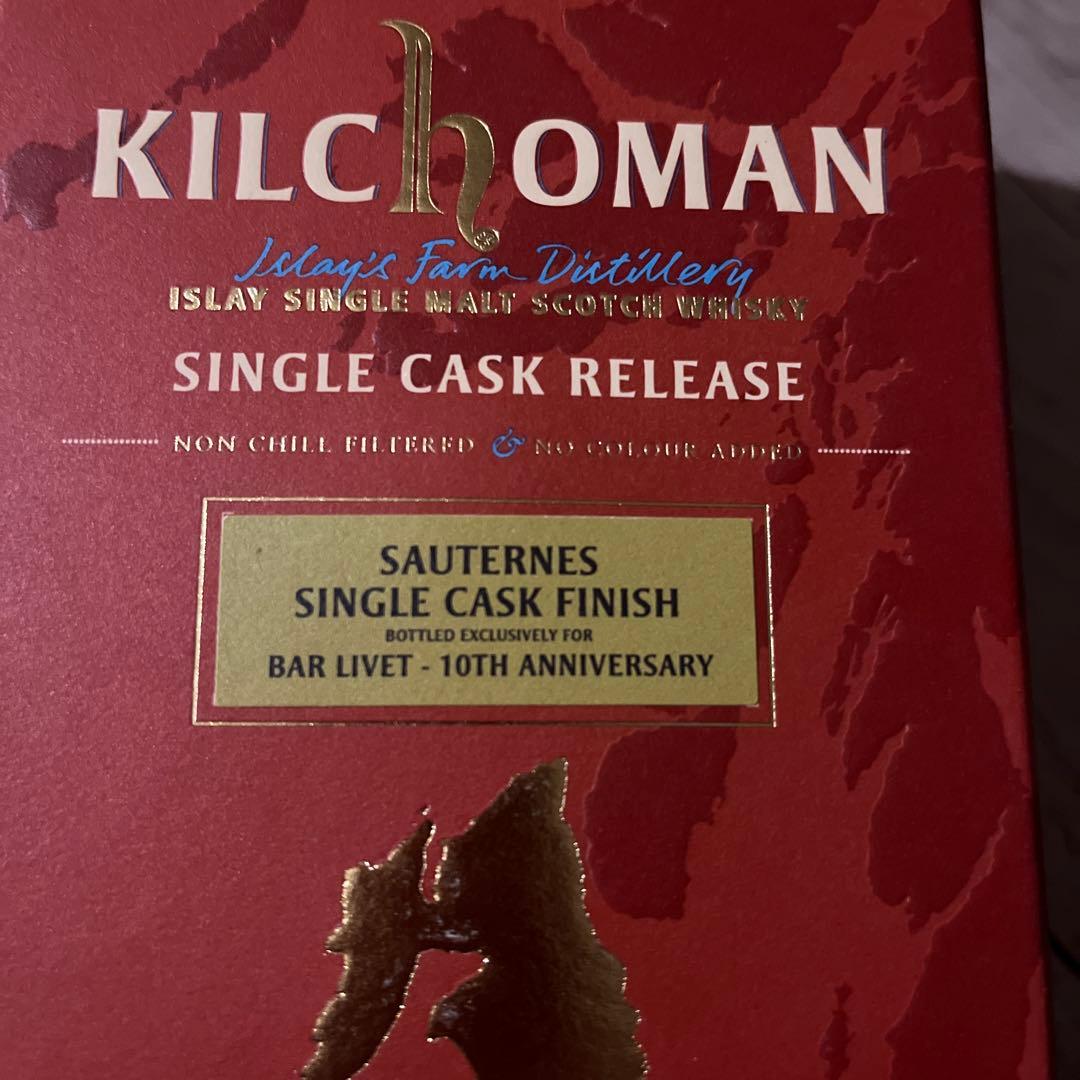 KILCHOMAN
Islay's Farm Distillery
ISLAY SINGLE MALT SCOTCH WHISKY
SINGLE CASK RELEASE
NON CHILL FILTERED & NO COLOUR ADDED
SAUTERNES
SINGLE CASK FINISH
BOTTLED EXCLUSIVELY FOR
BAR LIVET - 10TH ANNIVERSARY